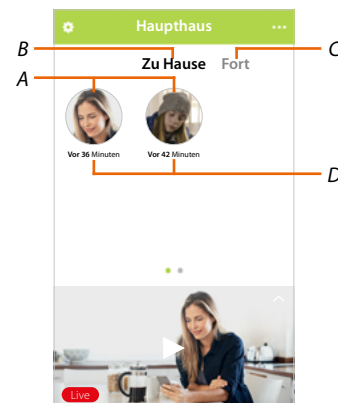 Haupthaus
B
C
Zu Hause Fort
A
Vor 36 Minuten Vor 42 Minuten
D
Live